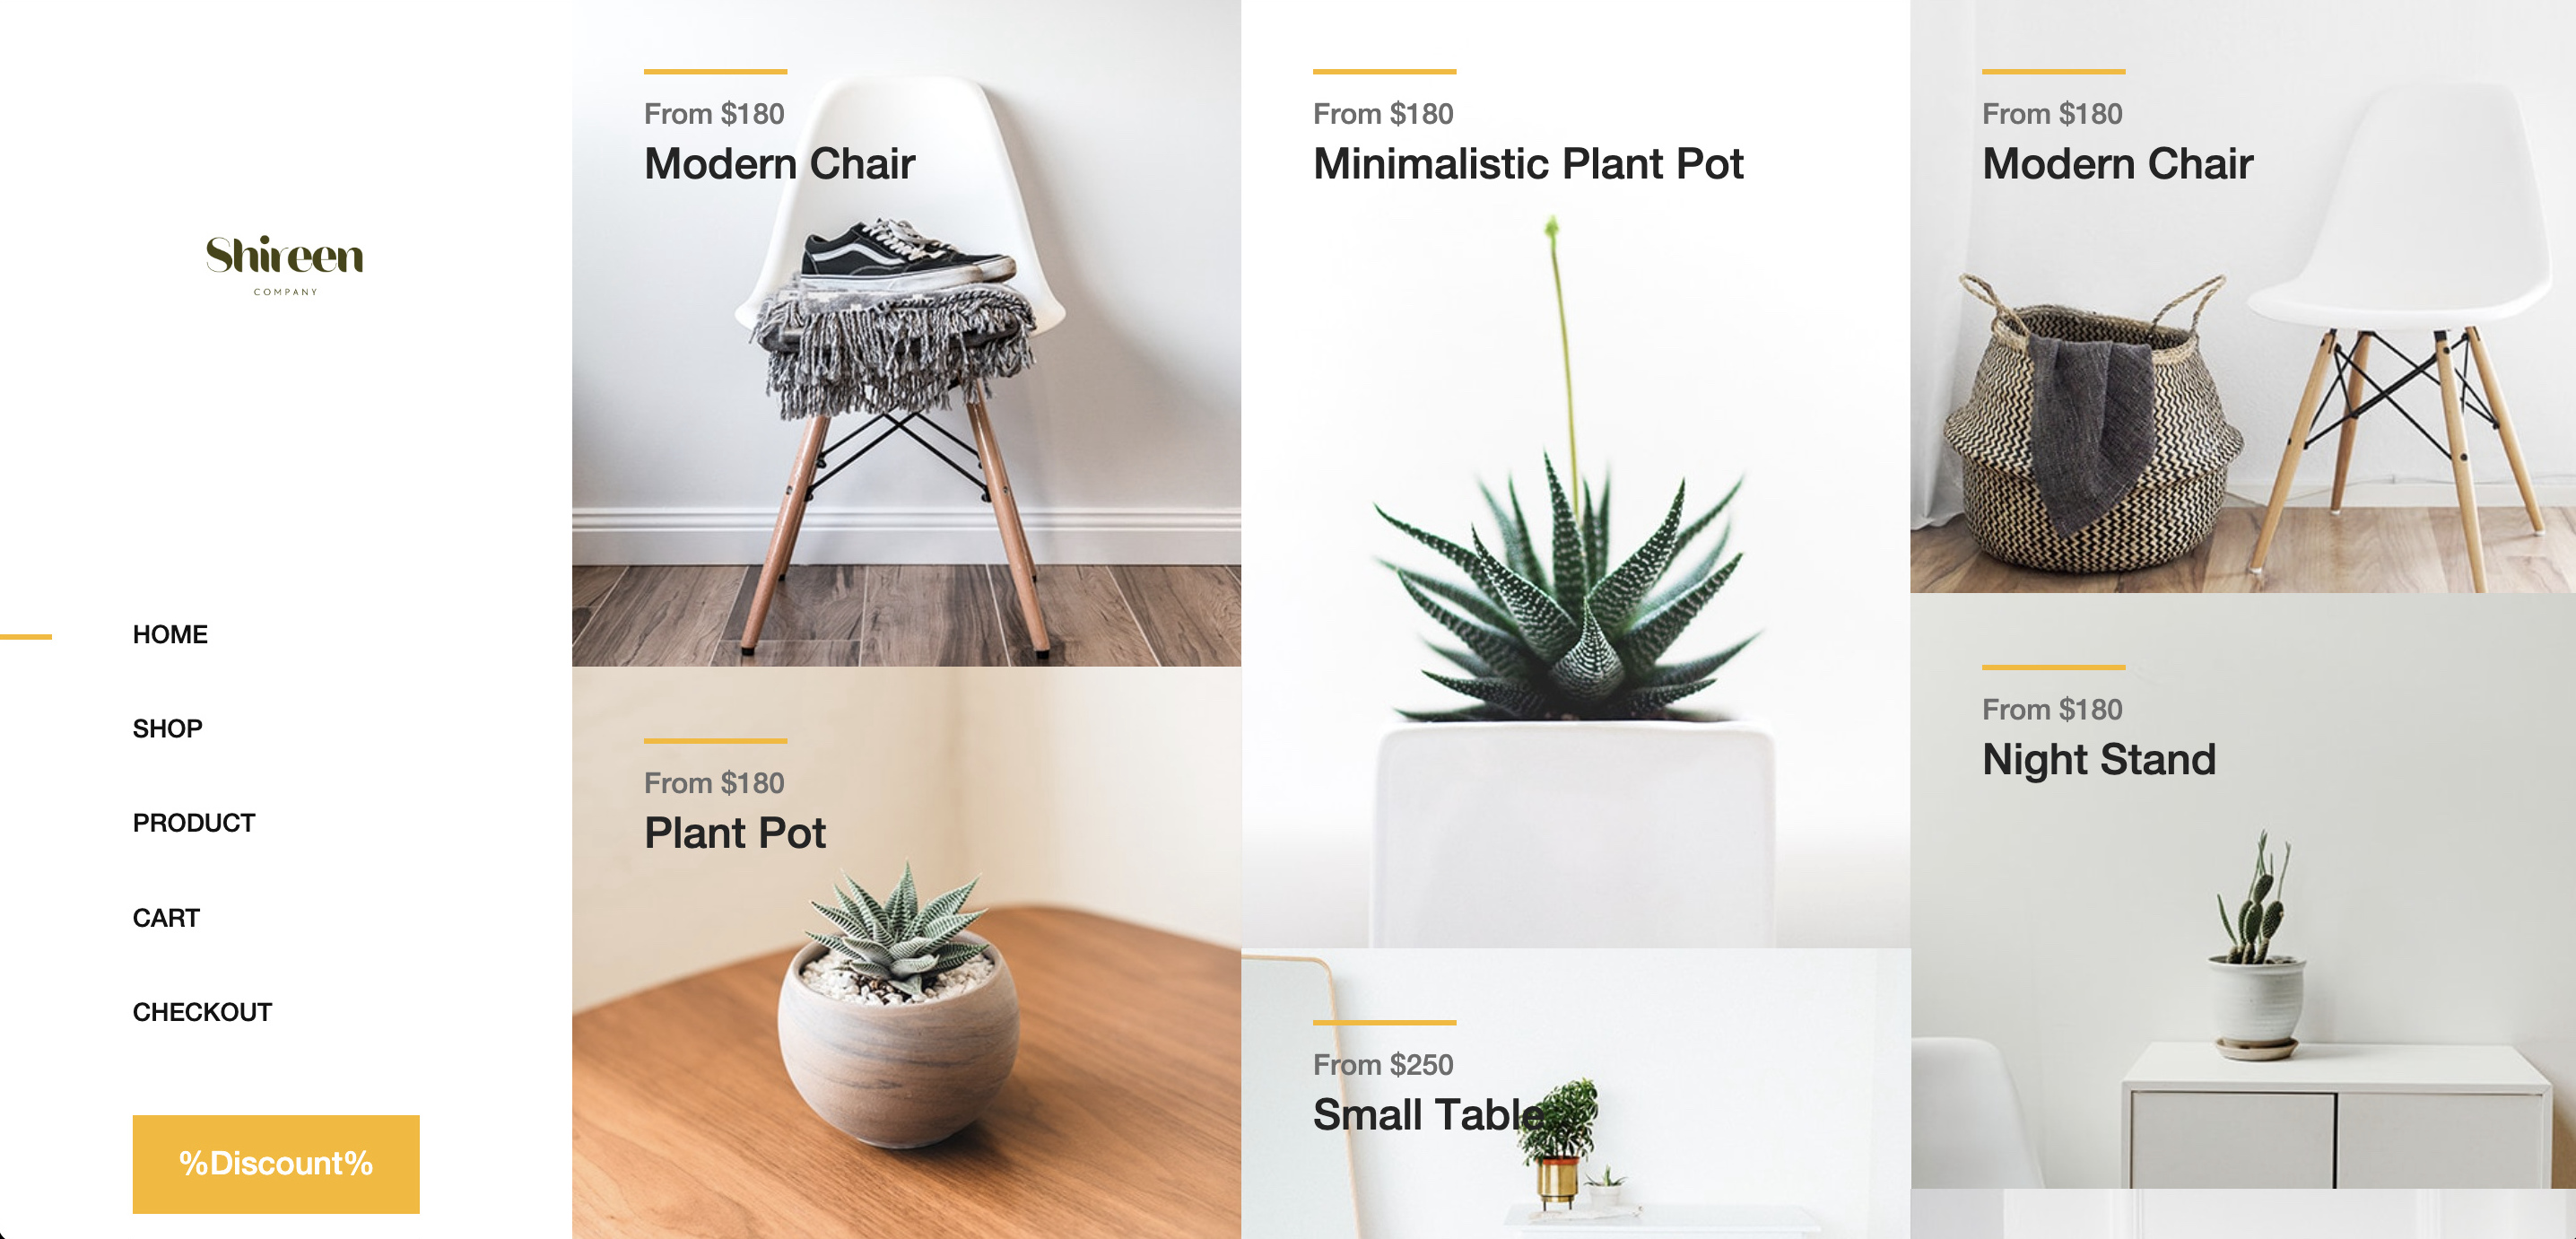 Shireen
COMPANY
HOME
SHOP
PRODUCT
CART
CHECKOUT
%Discount%
From $180
Modern Chair
From $180
Plant Pot
From $180
Minimalistic Plant Pot
From $250
Small Table
From $180
Modern Chair
From $180
Night Stand